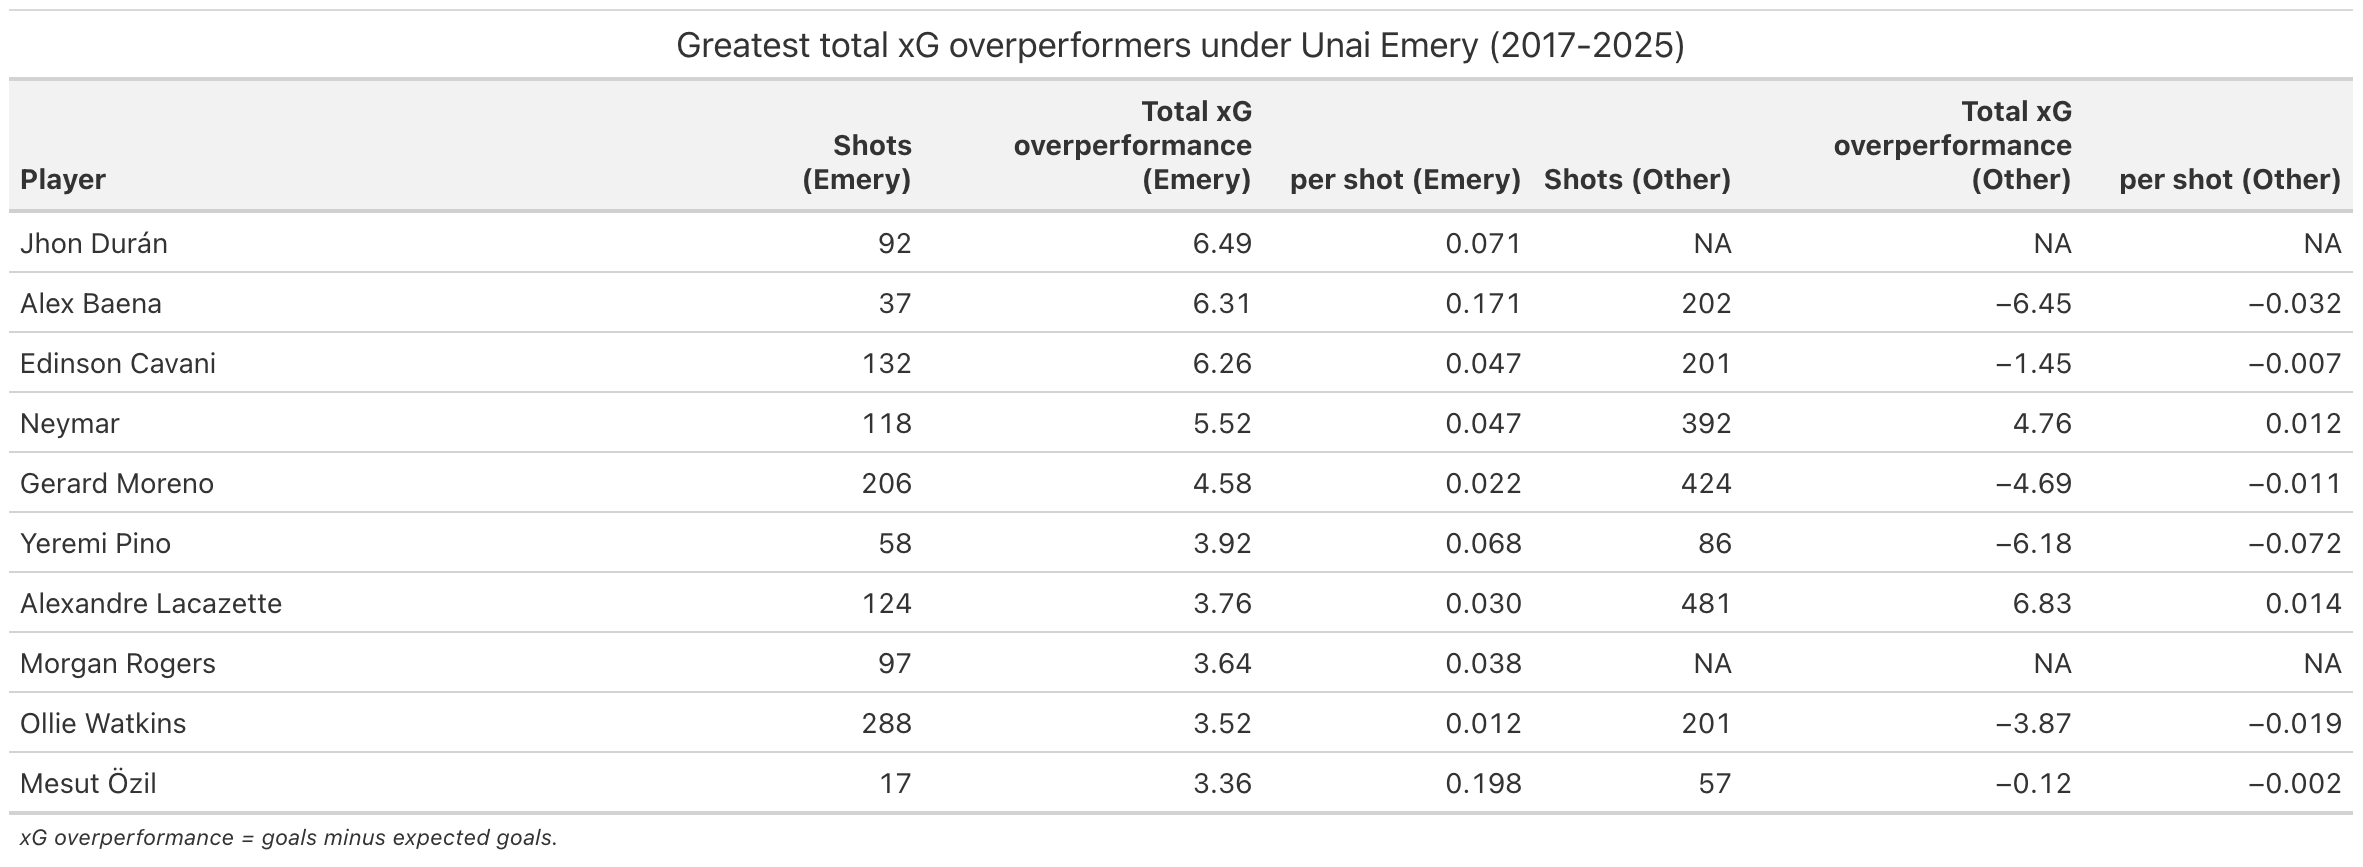 Greatest total xG overperformers under Unai Emery (2017-2025)
Player Shots (Emery) Total xG overperformance (Emery) per shot (Emery) Shots (Other) Total xG overperformance (Other) per shot (Other)
Jhon Durán 92 6.49 0.071 NA NA NA
Alex Baena 37 6.31 0.171 202 −6.45 −0.032
Edinson Cavani 132 6.26 0.047 201 −1.45 −0.007
Neymar 118 5.52 0.047 392 4.76 0.012
Gerard Moreno 206 4.58 0.022 424 −4.69 −0.011
Yeremi Pino 58 3.92 0.068 86 −6.18 −0.072
Alexandre Lacazette 124 3.76 0.030 481 6.83 0.014
Morgan Rogers 97 3.64 0.038 NA NA NA
Ollie Watkins 288 3.52 0.012 201 −3.87 −0.019
Mesut Özil 17 3.36 0.198 57 −0.12 −0.002
xG overperformance = goals minus expected goals.